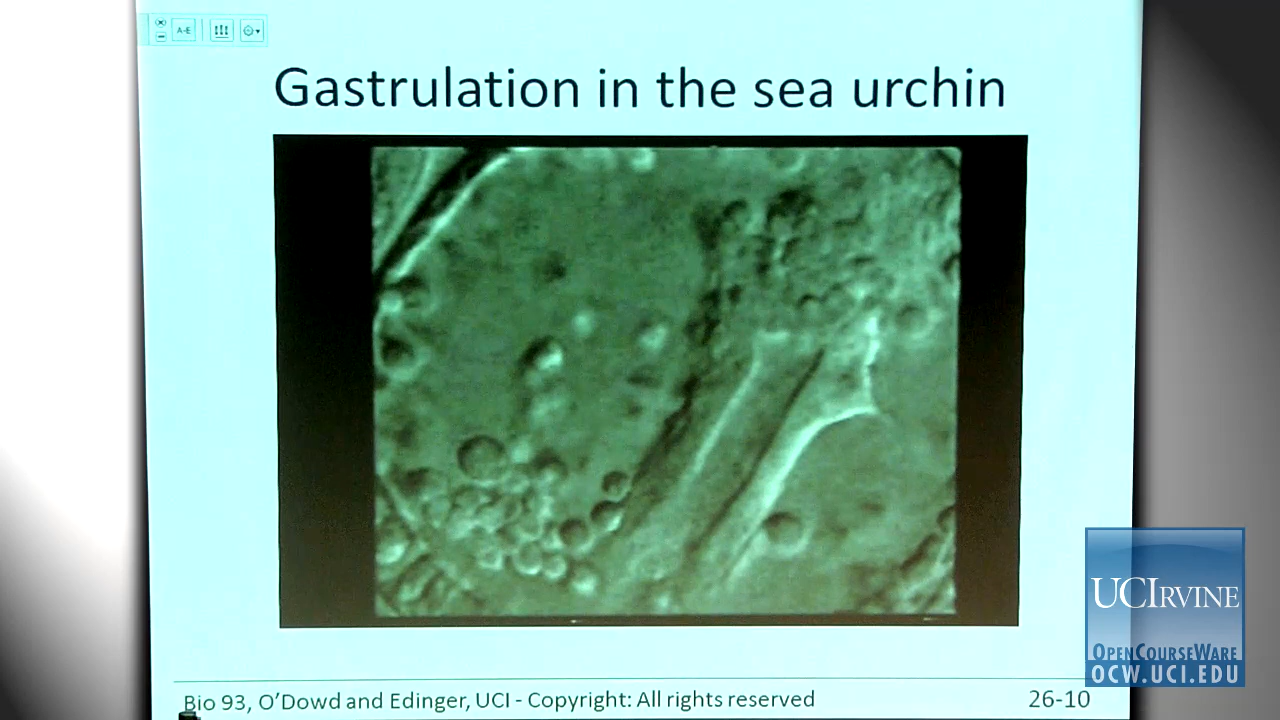 A-E
Gastrulation in the sea urchin
UCIRVINE
OPENCOURSEWARE
OCW.UCI.EDU
Bio 93, O'Dowd and Edinger, UCI - Copyright: All rights reserved
26-10